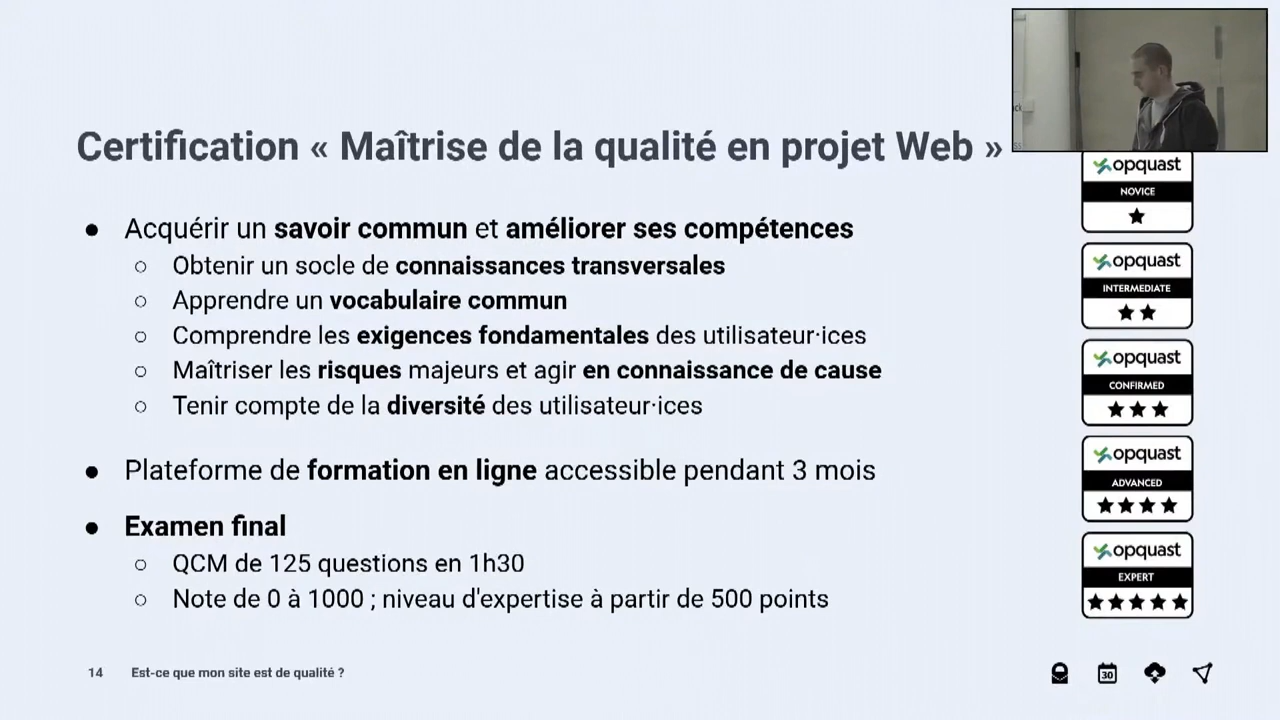 Certification « Maîtrise de la qualité en projet Web »
● Acquérir un savoir commun et améliorer ses compétences
○ Obtenir un socle de connaissances transversales
○ Apprendre un vocabulaire commun
○ Comprendre les exigences fondamentales des utilisateur·ices
○ Maîtriser les risques majeurs et agir en connaissance de cause
○ Tenir compte de la diversité des utilisateur·ices
● Plateforme de formation en ligne accessible pendant 3 mois
● Examen final
○ QCM de 125 questions en 1h30
○ Note de 0 à 1000 ; niveau d'expertise à partir de 500 points
opquast
NOVICE
opquast
INTERMEDIATE
opquast
CONFIRMED
opquast
ADVANCED
opquast
EXPERT
14 Est-ce que mon site est de qualité ?
30